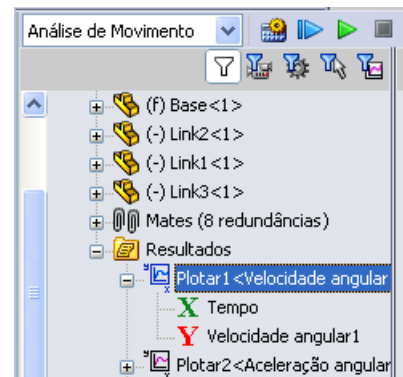 Análise de Movimento
(f) Base<1>
(-) Link2<1>
(-) Link1<1>
(-) Link3<1>
Mates (8 redundâncias)
Resultados
Plotar1<Velocidade angular
X Tempo
Y Velocidade angular1
Plotar2<Aceleração angular